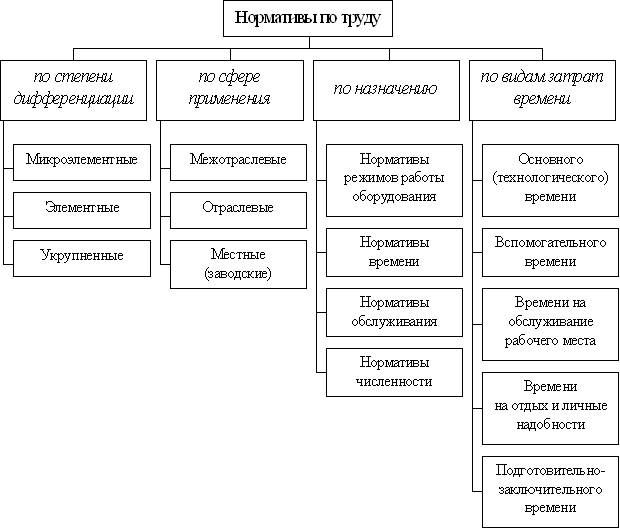 Нормативы по труду
по степени
дифференциации
по сфере
применения
по назначению
по видам затрат
времени
Микроэлементные
Элементные
Укрупненные
Межотраслевые
Отраслевые
Местные
(заводские)
Нормативы
режимов работы
оборудования
Нормативы
времени
Нормативы
обслуживания
Нормативы
численности
Основного
(технологического)
времени
Вспомогательного
времени
Времени на
обслуживание
рабочего места
Времени
на отдых и личные
надобности
Подготовительно-
заключительного
времени